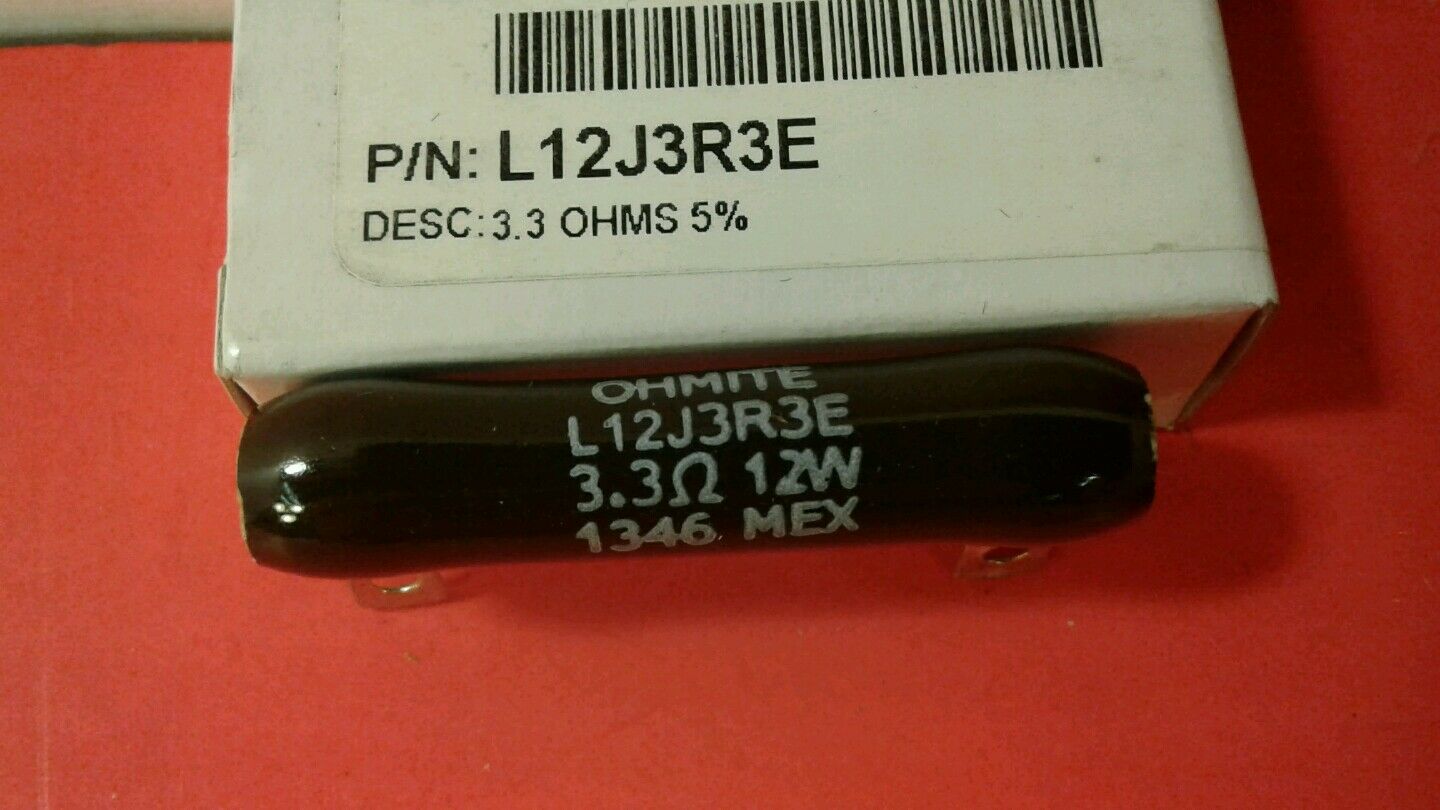 P/N: L12J3R3E
DESC: 3.3 OHMS 5%
OHMITE
L12J3R3E
3.3Ω 12W
1346 MEX